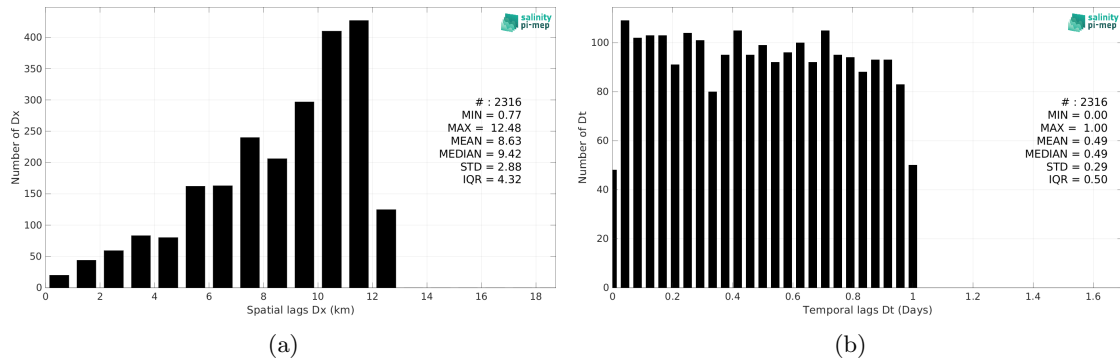 salinity
pi-mep
400
350
300
250
200
150
100
50
0
Number of Dx
# : 2316
MIN = 0.77
MAX = 12.48
MEAN = 8.63
MEDIAN = 9.42
STD = 2.88
IQR = 4.32
0 2 4 6 8 10 12 14 16 18
Spatial lags Dx (km)
(a)
salinity
pi-mep
100
80
60
40
20
0
Number of Dt
# : 2316
MIN = 0.00
MAX = 1.00
MEAN = 0.49
MEDIAN = 0.49
STD = 0.29
IQR = 0.50
0 0.2 0.4 0.6 0.8 1 1.2 1.4 1.6
Temporal lags Dt (Days)
(b)